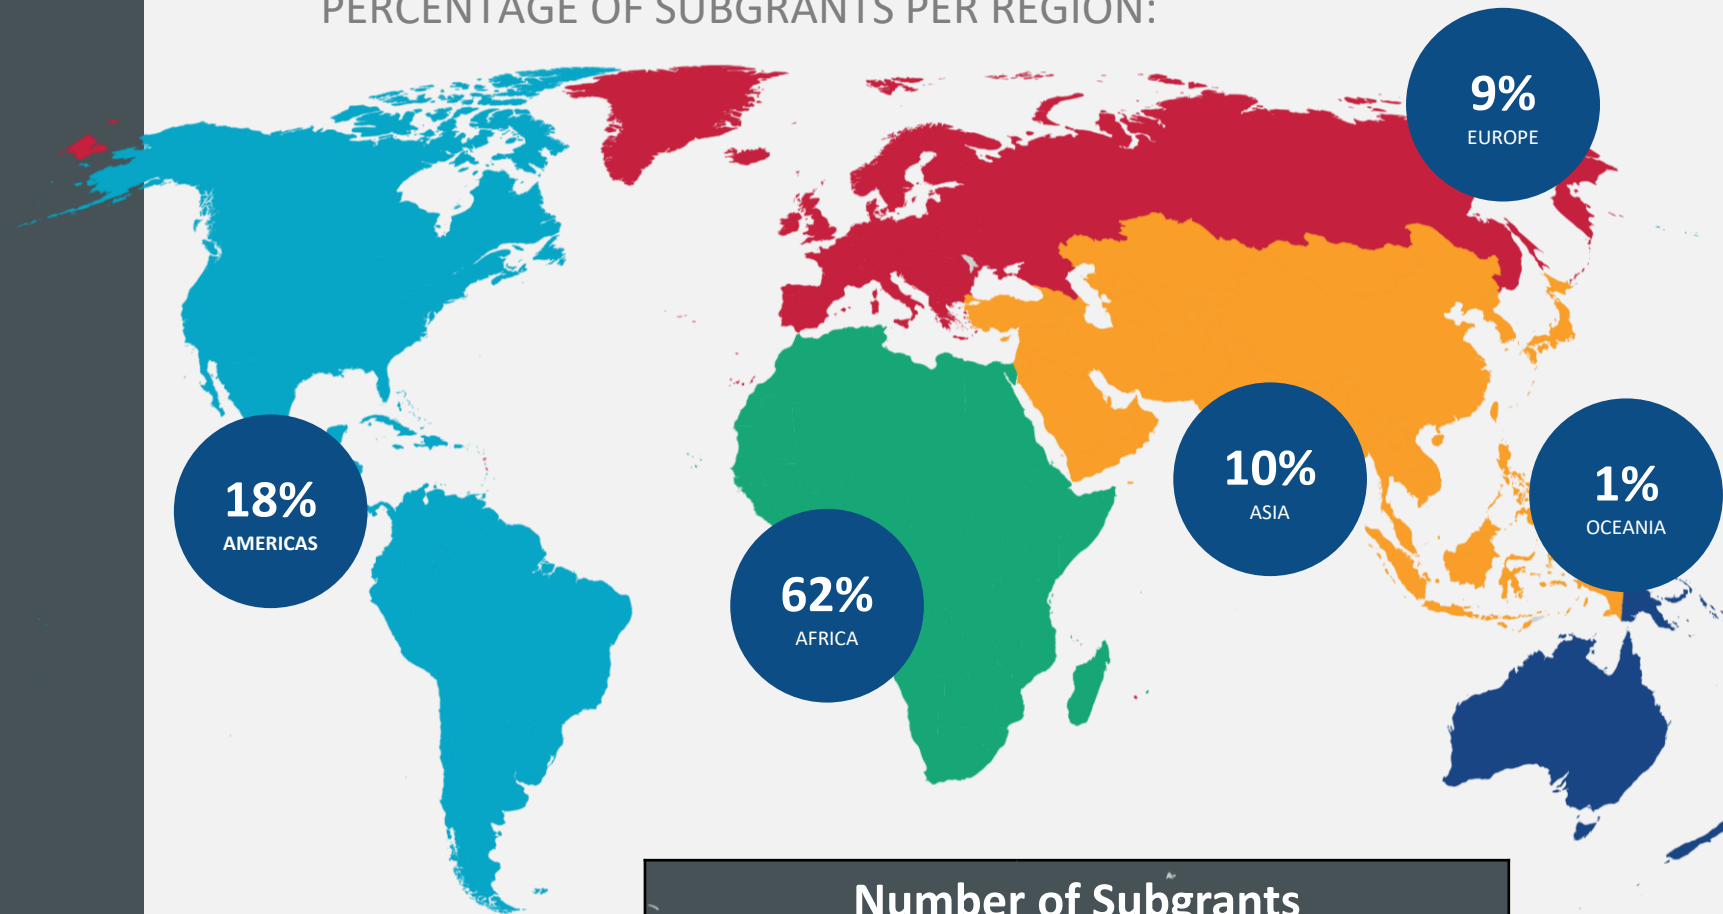 PERCENTAGE OF SUBGRANTS PER REGION:
9%
EUROPE
18%
AMERICAS
62%
AFRICA
10%
ASIA
1%
OCEANIA
Number of Subgrants